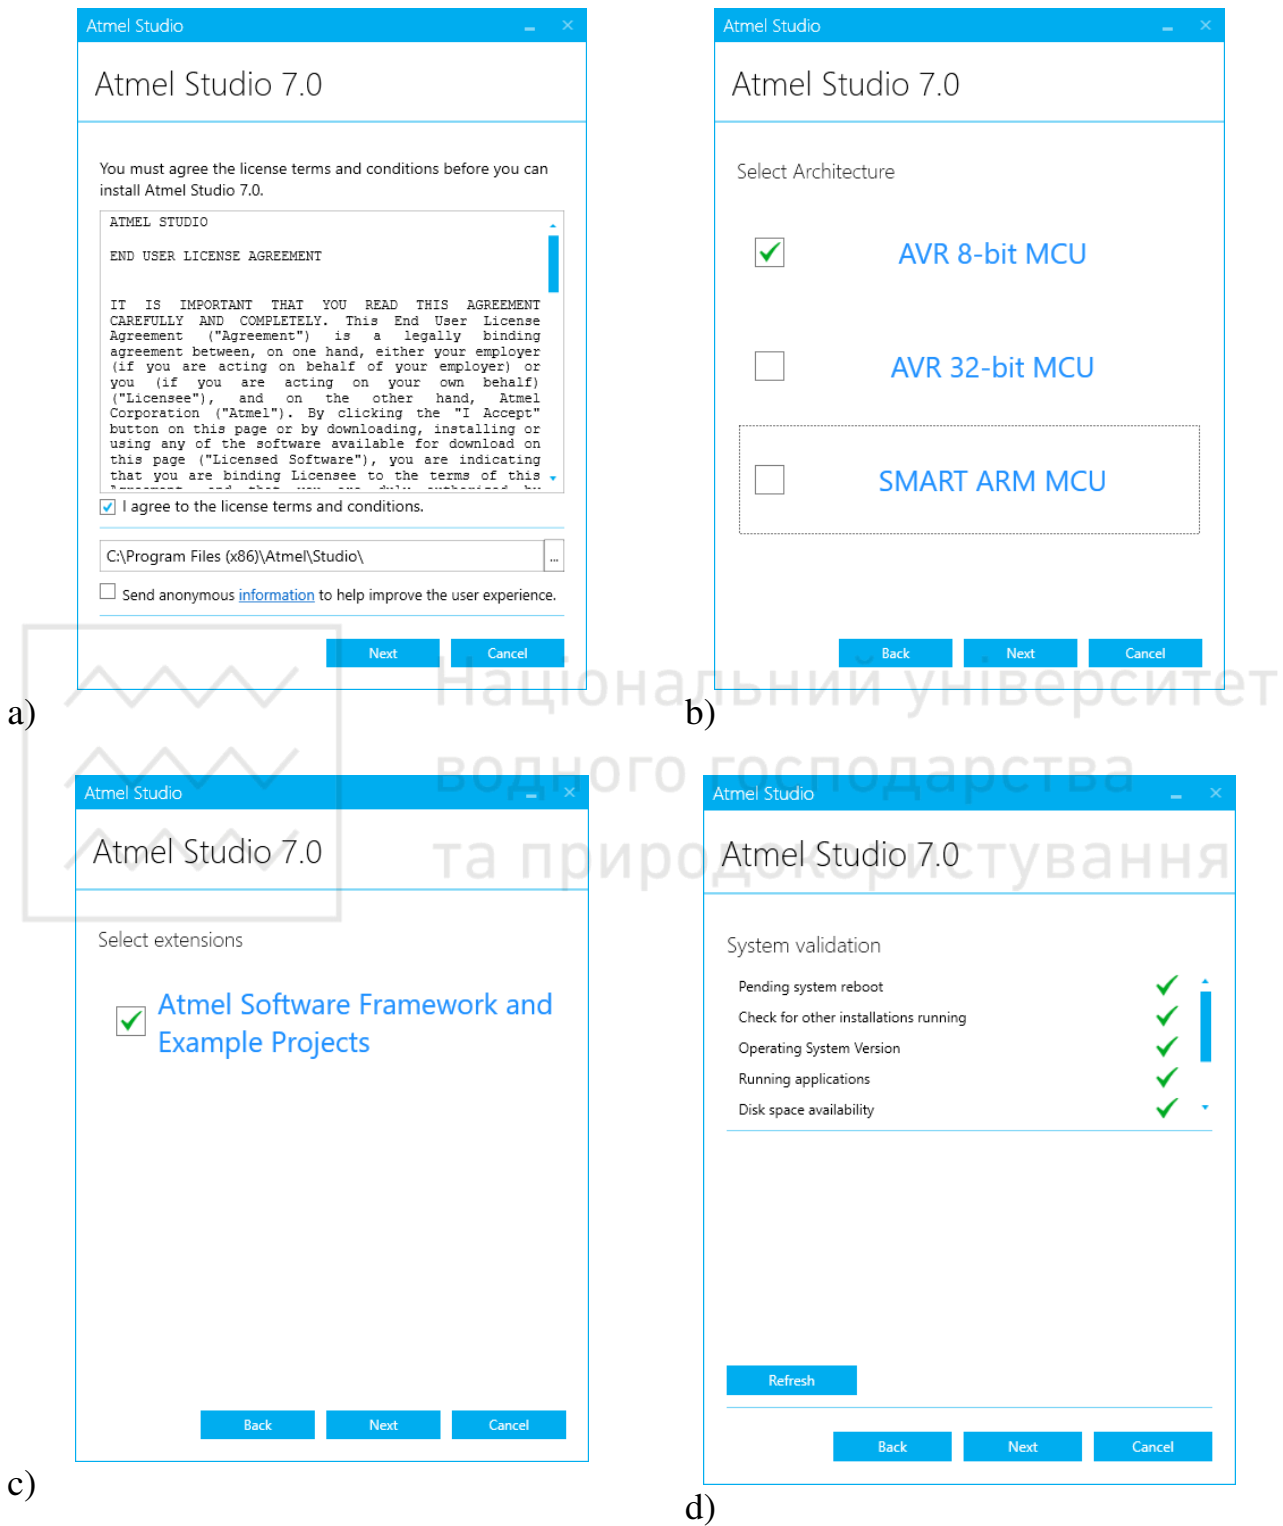 Atmel Studio
Atmel Studio 7.0
You must agree the license terms and conditions before you can
install Atmel Studio 7.0.
ATMEL STUDIO
END USER LICENSE AGREEMENT
IT IS IMPORTANT THAT YOU READ THIS AGREEMENT
CAREFULLY AND COMPLETELY. This End User License
Agreement ("Agreement") is a legally binding
agreement between, on one hand, either your employer
(if you are acting on behalf of your employer) or
you (if you are acting on your own behalf)
("Licensee"), and on the other hand, Atmel
Corporation ("Atmel"). By clicking the "I Accept"
button on this page or by downloading, installing or
using any of the software available for download on
this page ("Licensed Software"), you are indicating
that you are binding Licensee to the terms of this
I agree to the license terms and conditions.
C:\Program Files (x86)\Atmel\Studio\
...
Send anonymous information to help improve the user experience.
Next Cancel
a)
Atmel Studio
Atmel Studio 7.0
Select Architecture
AVR 8-bit MCU
AVR 32-bit MCU
SMART ARM MCU
Back Next Cancel
b)
Національний університет
водного господарства
та природокористування
Atmel Studio
Atmel Studio 7.0
Select extensions
Atmel Software Framework and
Example Projects
Back Next Cancel
c)
Atmel Studio
Atmel Studio 7.0
System validation
Pending system reboot
Check for other installations running
Operating System Version
Running applications
Disk space availability
Refresh
Back Next Cancel
d)